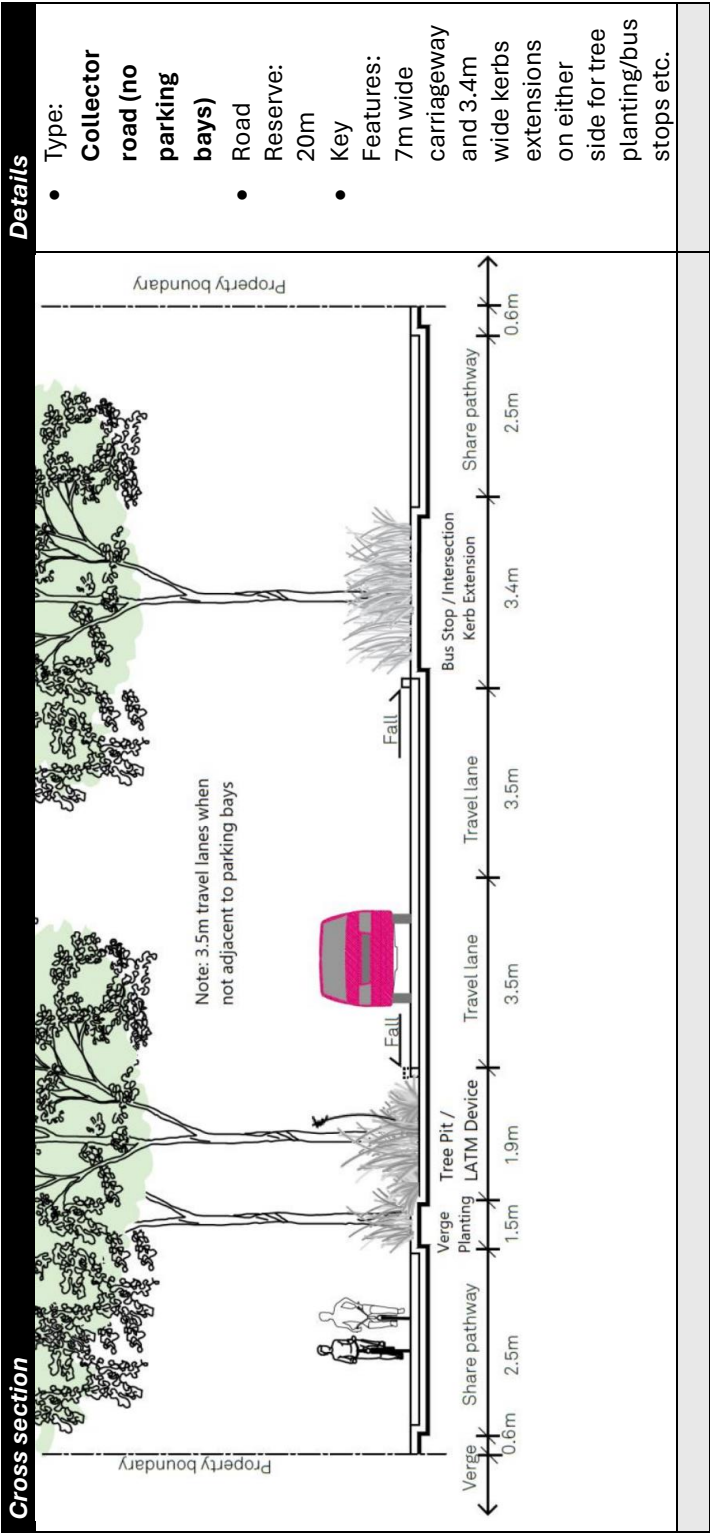 Cross section
Details
Property boundary
Property boundary
Note: 3.5m travel lanes when
not adjacent to parking bays
Fall
Fall
Verge
0.6m
Share pathway
2.5m
Verge
Planting
1.5m
Tree Pit /
LATM Device
1.9m
Travel lane
3.5m
Travel lane
3.5m
Bus Stop / Intersection
Kerb Extension
3.4m
Share pathway
2.5m
0.6m
• Type:
Collector
road (no
parking
bays)
• Road
Reserve:
20m
• Key
Features:
7m wide
carriageway
and 3.4m
wide kerbs
extensions
on either
side for tree
planting/bus
stops etc.